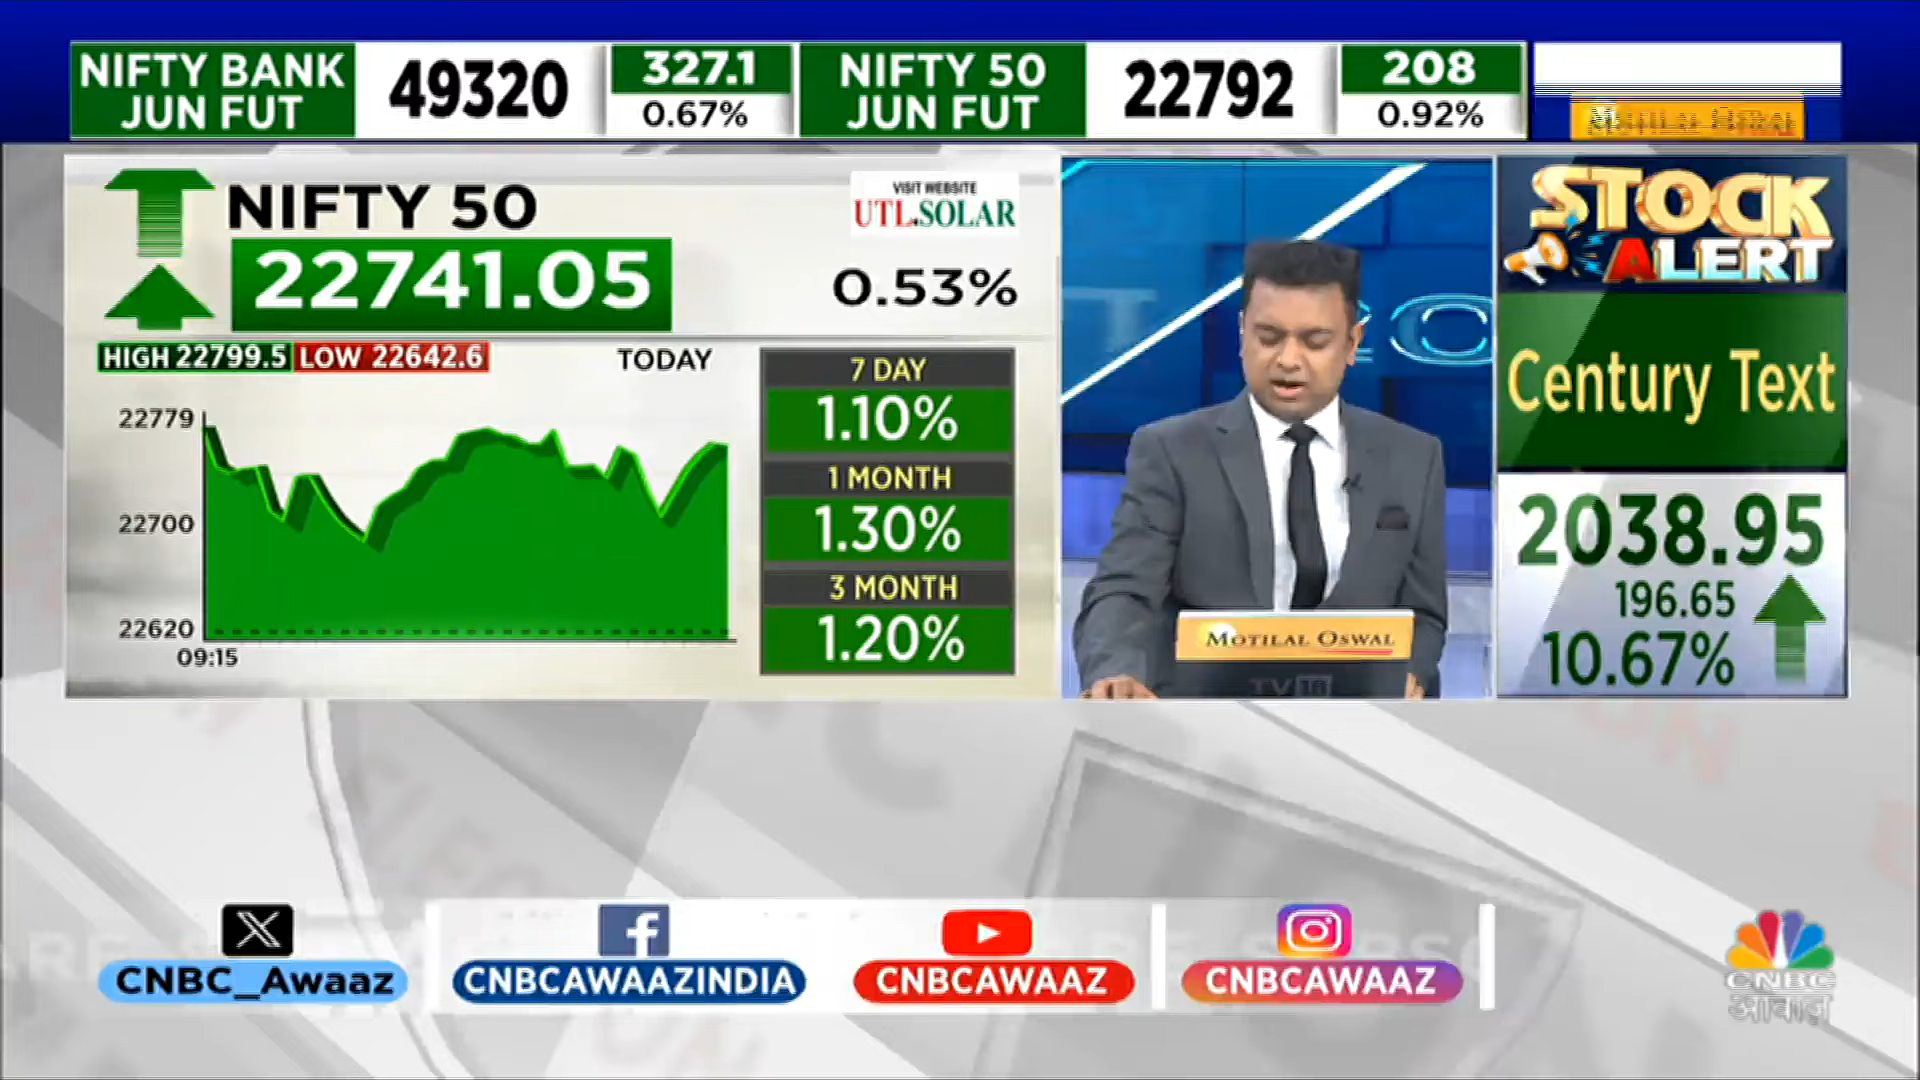 NIFTY BANK
JUN FUT
49320
327.1
0.67%
NIFTY 50
JUN FUT
22792
208
0.92%
NIFTY 50
22741.05
VISIT WEBSITE
UTL SOLAR
0.53%
HIGH 22799.5
LOW 22642.6
TODAY
22779
22700
22620
09:15
7 DAY
1.10%
1 MONTH
1.30%
3 MONTH
1.20%
MOTILAL OSWAL
TV18
STOCK
ALERT
Century Text
2038.95
196.65
10.67%
CNBC_Awaaz
CNBCAWAAZINDIA
CNBCAWAAZ
CNBCAWAAZ
CNBC
आवाज़